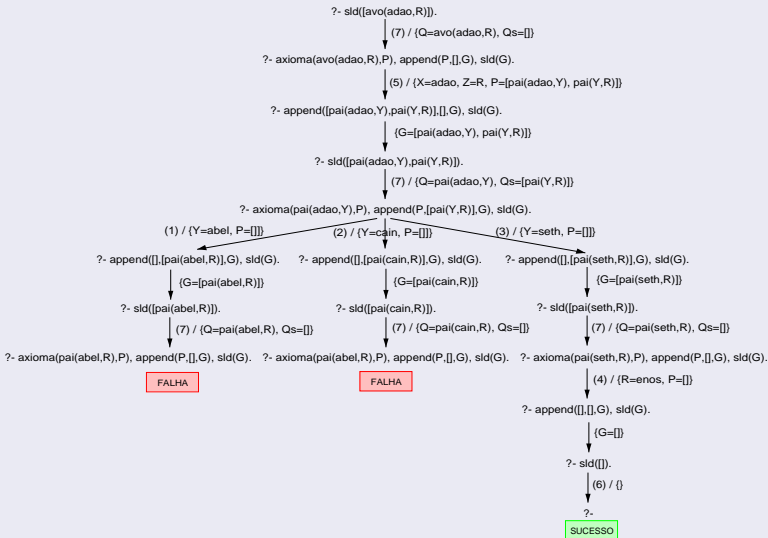 ?- sld([avo(adao,R)]).
(7) / {Q=avo(adao,R), Qs=[]}
?- axioma(avo(adao,R),P), append(P,[],G), sld(G).
(5) / {X=adao, Z=R, P=[pai(adao,Y), pai(Y,R)]}
?- append([pai(adao,Y),pai(Y,R)],[],G), sld(G).
{G=[pai(adao,Y), pai(Y,R)]}
?- sld([pai(adao,Y),pai(Y,R)]).
(7) / {Q=pai(adao,Y), Qs=[pai(Y,R)]}
?- axioma(pai(adao,Y),P), append(P,[pai(Y,R)],G), sld(G).
(1) / {Y=abel, P=[]]} (2) / {Y=cain, P=[]]} (3) / {Y=seth, P=[]]}
?- append([],[pai(abel,R)],G), sld(G). ?- append([],[pai(cain,R)],G), sld(G). ?- append([],[pai(seth,R)],G), sld(G).
{G=[pai(abel,R)]} {G=[pai(cain,R)]} {G=[pai(seth,R)]}
?- sld([pai(abel,R)]). ?- sld([pai(cain,R)]). ?- sld([pai(seth,R)]).
(7) / {Q=pai(abel,R), Qs=[]} (7) / {Q=pai(cain,R), Qs=[]} (7) / {Q=pai(seth,R), Qs=[]}
?- axioma(pai(abel,R),P), append(P,[],G), sld(G). ?- axioma(pai(abel,R),P), append(P,[],G), sld(G). ?- axioma(pai(seth,R),P), append(P,[],G), sld(G).
FALHA FALHA
(4) / {R=enos, P=[]}
?- append([],[],G), sld(G).
{G=[]}
?- sld([]).
(6) / {}
?-
SUCESSO